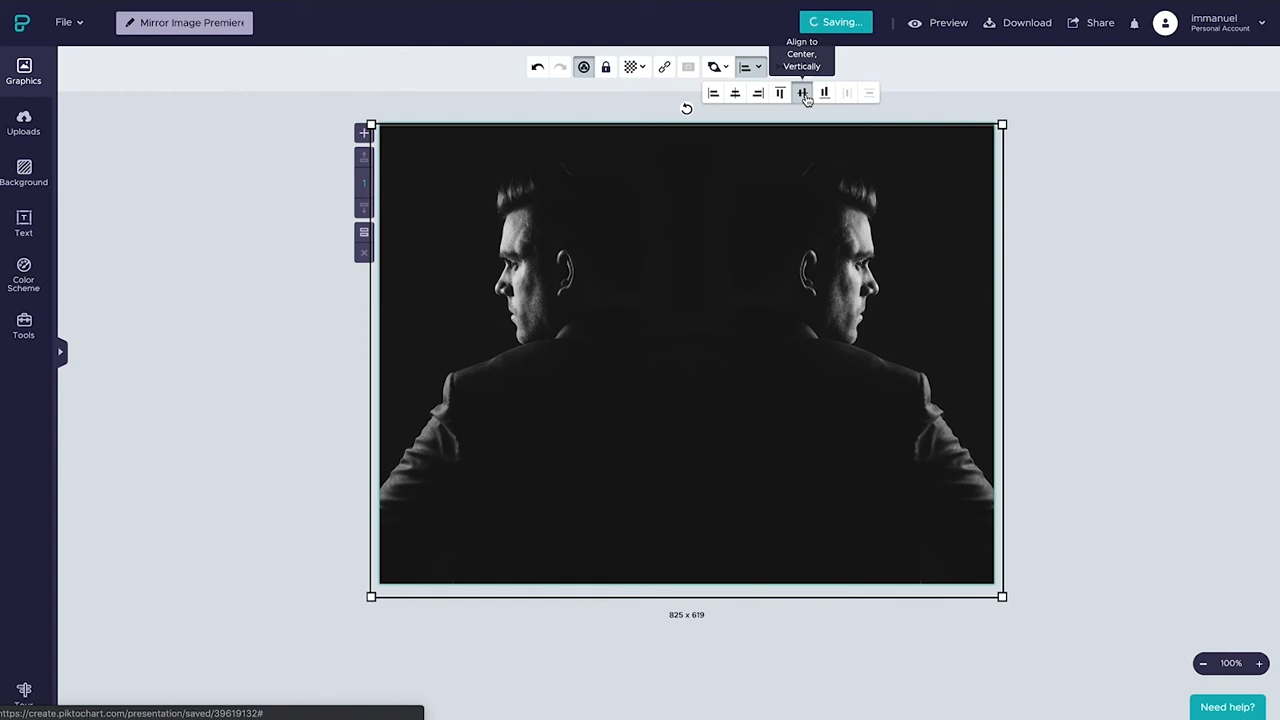 File
Mirror Image Premiere
Saving...
Preview
Download
Share
immanuel
Personal Account
Align to
Center,
Vertically
Graphics
Uploads
Background
Text
Color
Scheme
Tools
1
825 x 619
100%
Need help?
https://create.piktochart.com/presentation/saved/39619132#